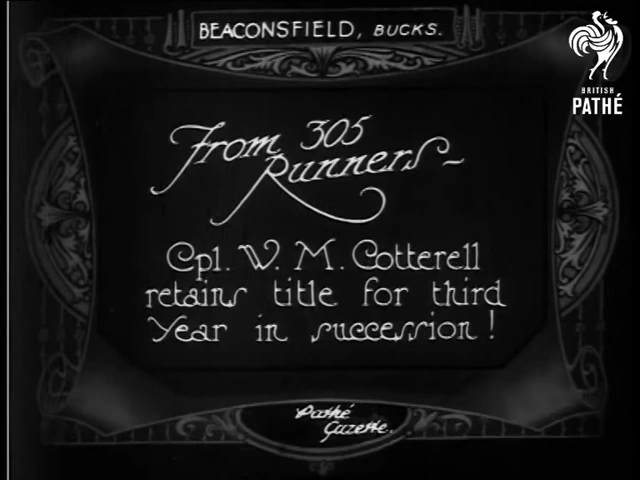 BEACONSFIELD, BUCKS.
BRITISH
PATHÉ
From 305
Runners~
Cpl. W. M. Cotterell
retains title for third
Year in succession!
Pathé
Gazette.